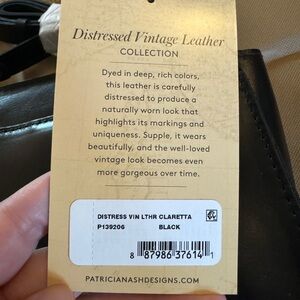 Distressed Vintage Leather
COLLECTION
Dyed in deep, rich colors,
this leather is carefully
distressed to produce a
naturally worn look that
highlights its markings and
uniqueness. Supple, it wears
beautifully, and the well-loved
vintage look becomes even
more gorgeous over time.
DISTRESS VIN LTHR CLARETTA
P139206 BLACK
8 87986 37614 1
PATRICIANASHDESIGNS.COM